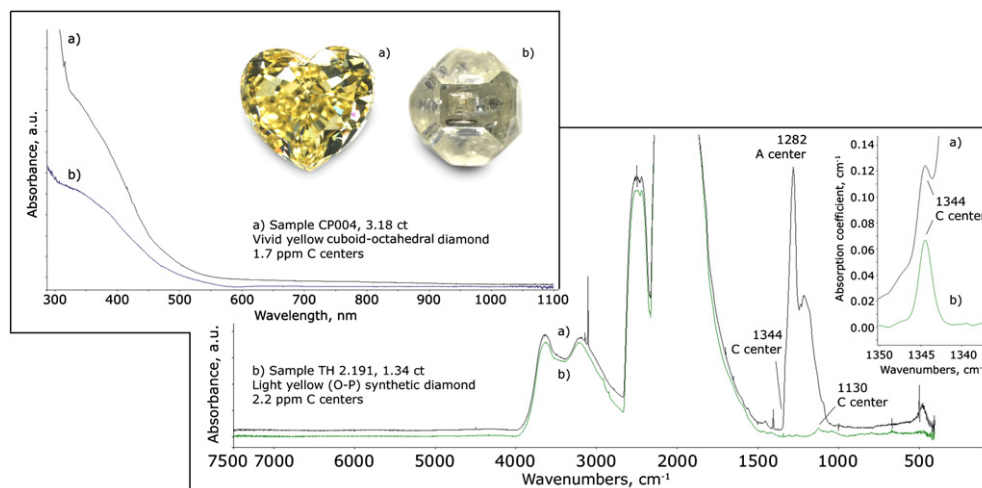 a)
b)
a)
b)
Absorbance, a.u.
a) Sample CP004, 3.18 ct
Vivid yellow cuboid-octahedral diamond
1.7 ppm C centers
300 400 500 600 700 800 900 1000 1100
Wavelength, nm
1282
A center
a)
b)
1344
C center
1130
C center
Absorbance, a.u.
b) Sample TH 2.191, 1.34 ct
Light yellow (O-P) synthetic diamond
2.2 ppm C centers
7500 7000 6000 5000 4000 3000 2000 1000 500
Wavenumbers, cm-1
Absorption coefficient, cm-1
0.14
0.12
0.10
0.08
0.06
0.04
0.02
0.00
a)
1344
C center
b)
1350 1345 1340
Wavenumbers, cm-1